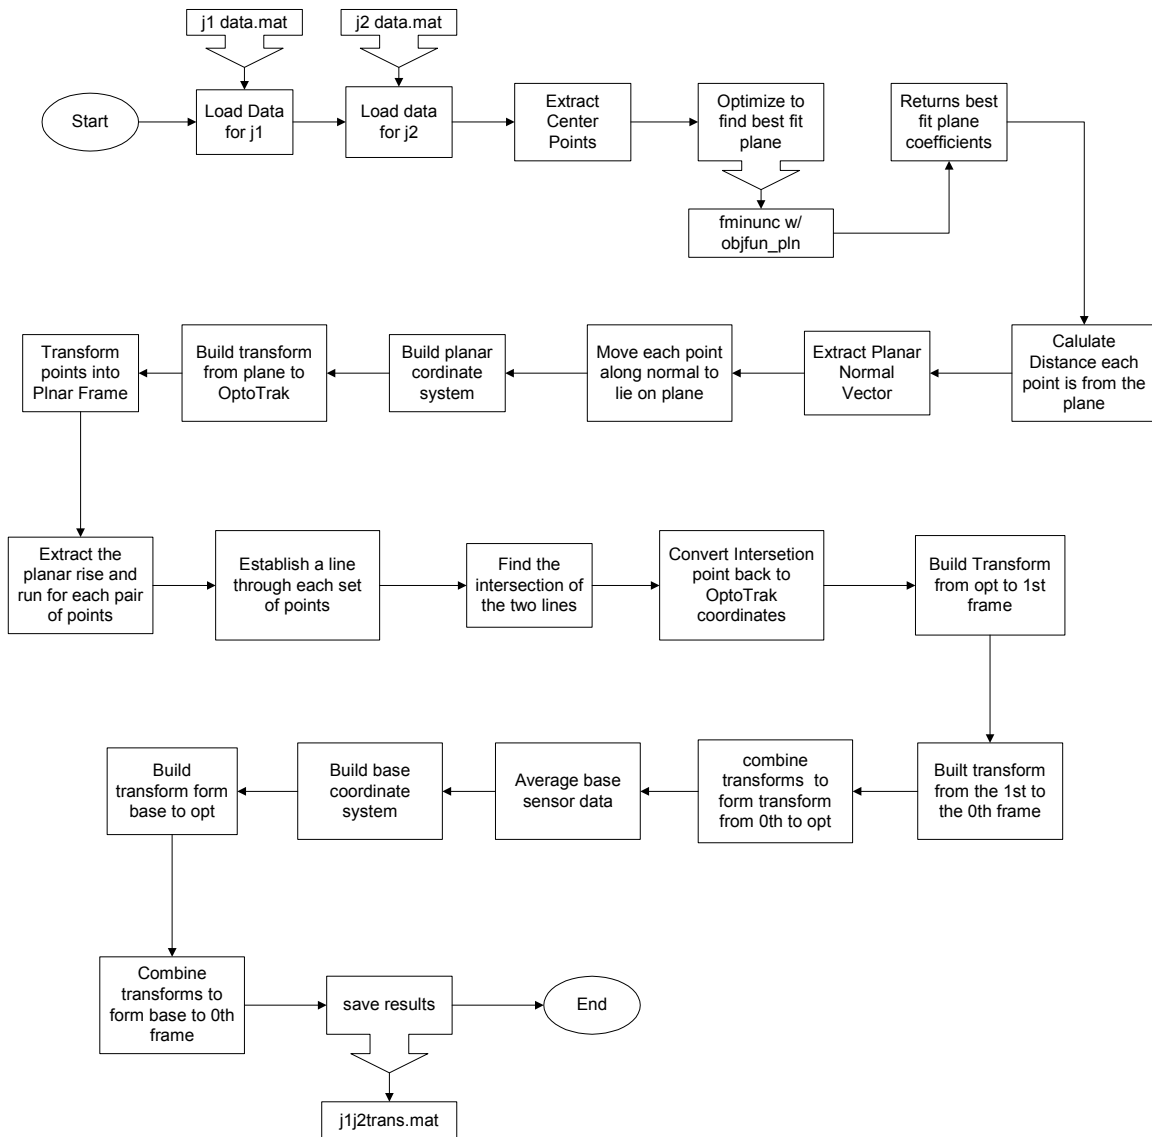 j1 data.mat
j2 data.mat
Start
Load Data
for j1
Load data
for j2
Extract
Center
Points
Optimize to
find best fit
plane
Returns best
fit plane
coefficients
fminunc w/
objfun_pln
Transform
points into
Plnar Frame
Build transform
from plane to
OptoTrak
Build planar
cordinate
system
Move each point
along normal to
lie on plane
Extract Planar
Normal
Vector
Calulate
Distance each
point is from the
plane
Extract the
planar rise and
run for each pair
of points
Establish a line
through each set
of points
Find the
intersection of
the two lines
Convert Intersetion
point back to
OptoTrak
coordinates
Build Transform
from opt to 1st
frame
Build
transform form
base to opt
Build base
coordinate
system
Average base
sensor data
combine
transforms to
form transform
from 0th to opt
Built transform
from the 1st to
the 0th frame
Combine
transforms to
form base to 0th
frame
save results
End
j1j2trans.mat